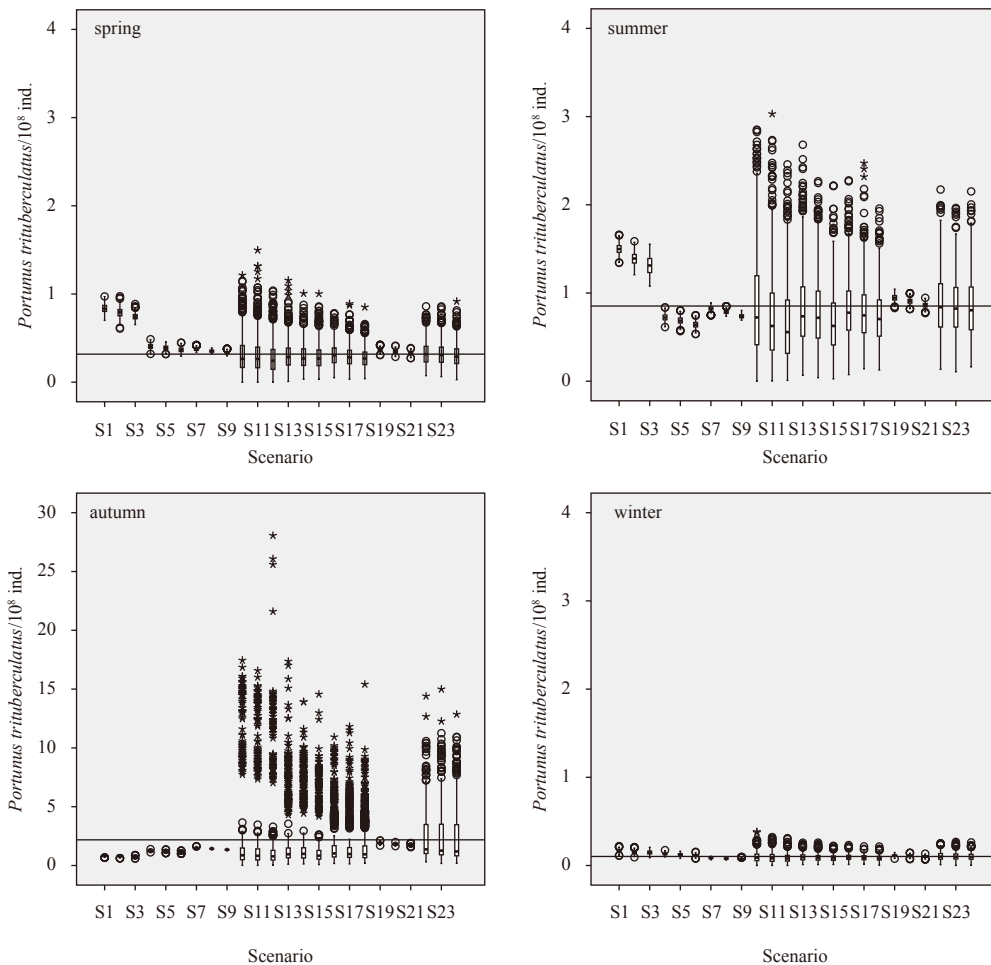 spring
Portunus trituberculatus/10⁸ ind.
4
3
2
1
0
S1 S3 S5 S7 S9 S11 S13 S15 S17 S19 S21 S23
Scenario
summer
Portunus trituberculatus/10⁸ ind.
4
3
2
1
0
S1 S3 S5 S7 S9 S11 S13 S15 S17 S19 S21 S23
Scenario
autumn
Portunus trituberculatus/10⁸ ind.
30
25
20
15
10
5
0
S1 S3 S5 S7 S9 S11 S13 S15 S17 S19 S21 S23
Scenario
winter
Portunus trituberculatus/10⁸ ind.
4
3
2
1
0
S1 S3 S5 S7 S9 S11 S13 S15 S17 S19 S21 S23
Scenario